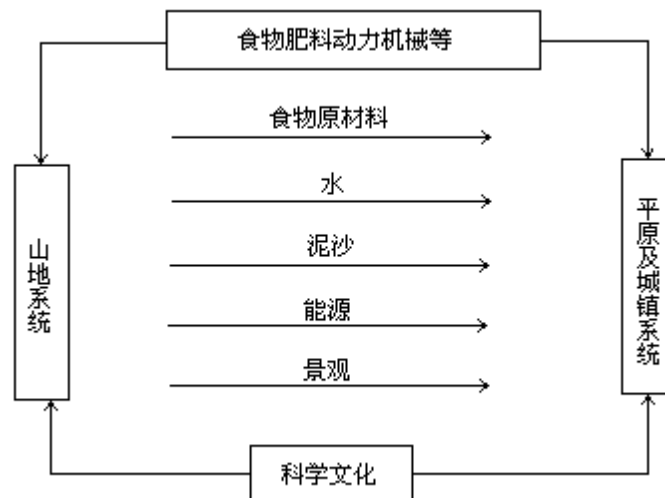 食物肥料动力机械等
食物原材料
水
泥沙
能源
景观
山地系统
平原及城镇系统
科学文化